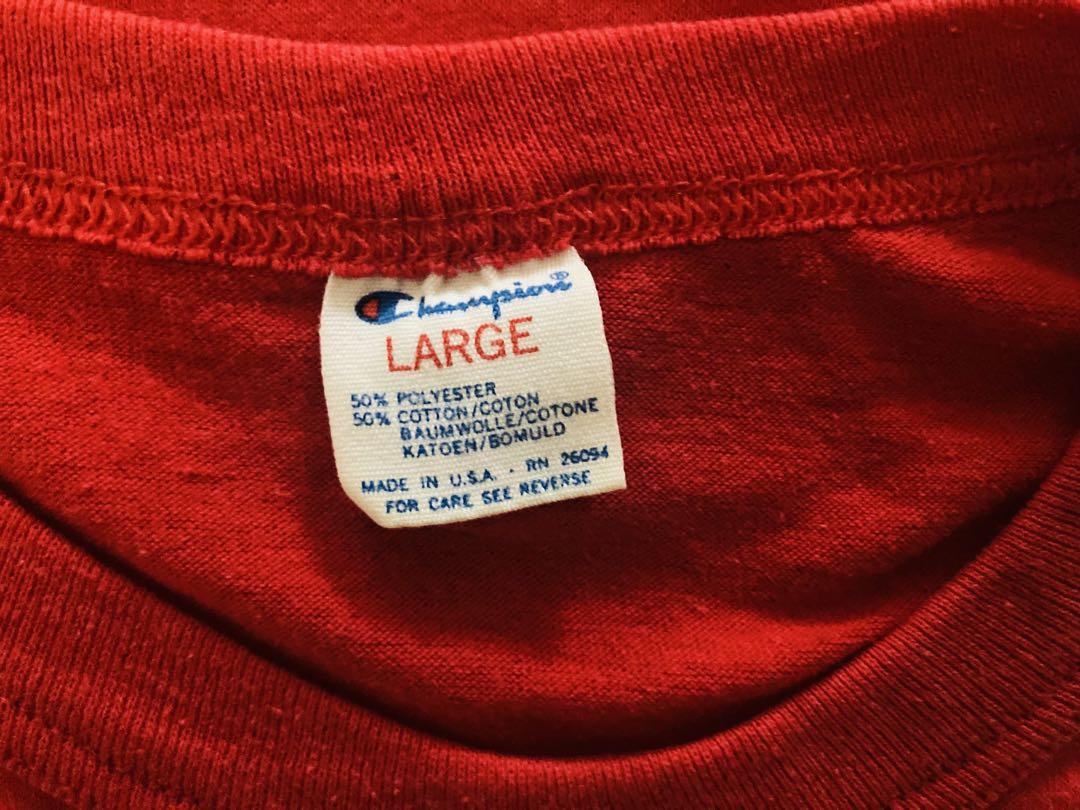 Champion®
LARGE
50% POLYESTER
50% COTTON/COTON
BAUMWOLLE/COTONE
KATOEN/BOMULD
MADE IN U.S.A. · RN 26094
FOR CARE SEE REVERSE